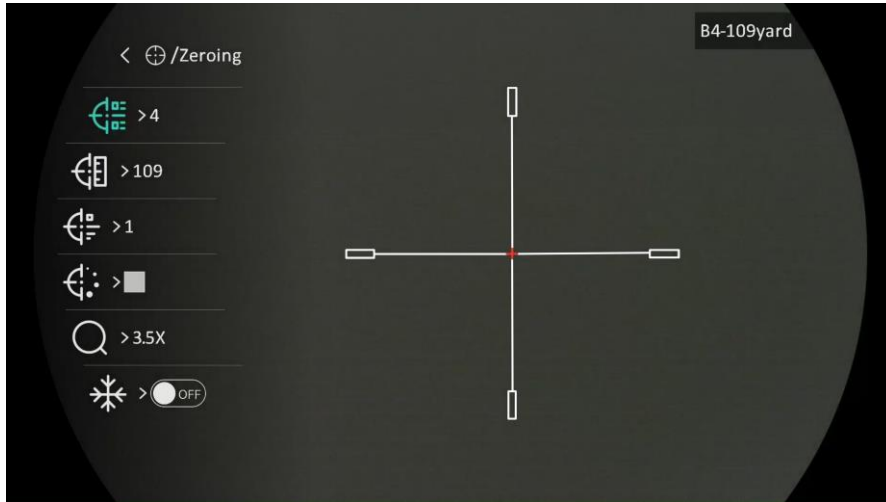 < /Zeroing
B4-109yard
>4
>109
>1
>
>3.5X
> OFF